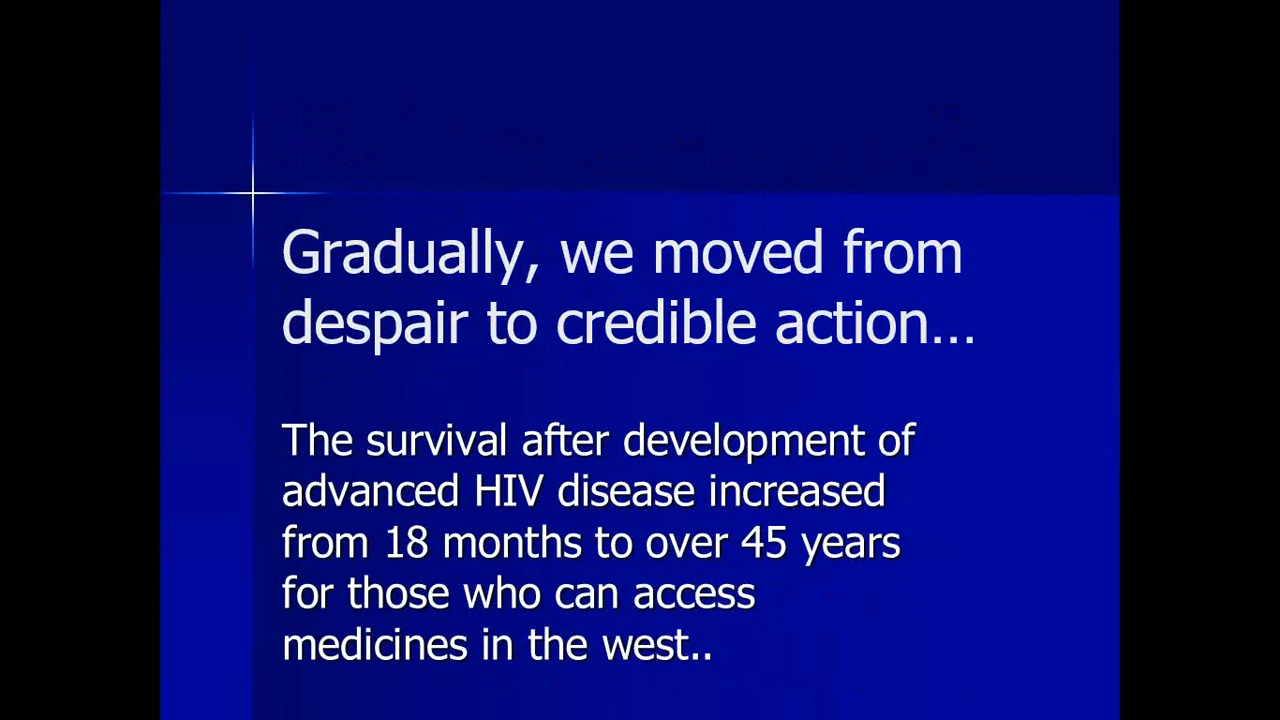 Gradually, we moved from
despair to credible action...
The survival after development of
advanced HIV disease increased
from 18 months to over 45 years
for those who can access
medicines in the west..